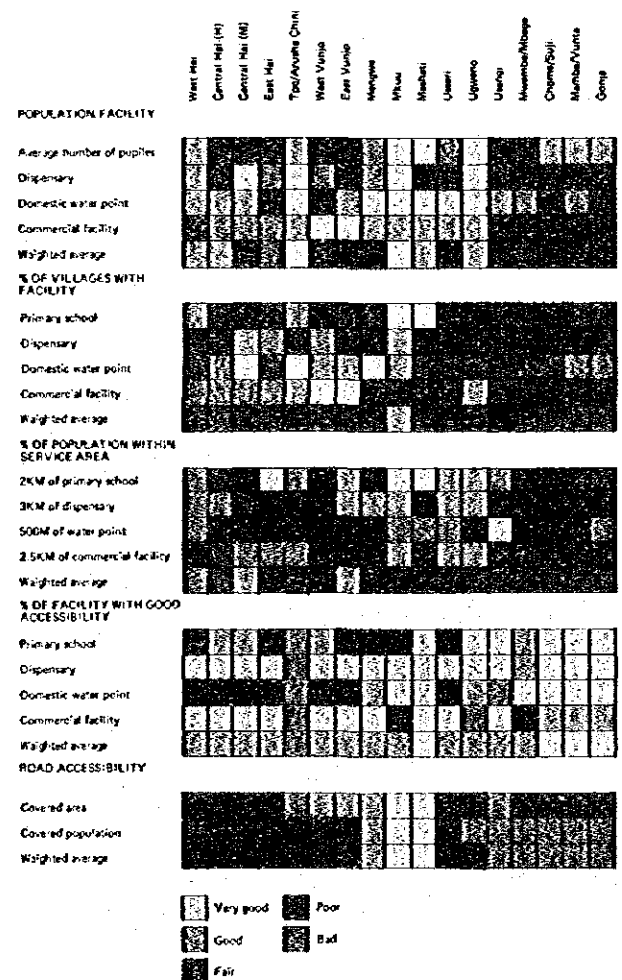 West Hai
Central Hai (H)
Central Hai (M)
East Hai
Tpc/Arusha Chini
West Vunjo
East Vunjo
Mengwe
Mkuu
Mashati
Usseri
Ugweno
Usangi
Mwembe/Mbaga
Chome/Suji
Mamba/Vunta
Gonja
POPULATION FACILITY
Average number of pupiles
Dispensary
Domestic water point
Commercial facility
Weighted average
% OF VILLAGES WITH
FACILITY
Primary school
Dispensary
Domestic water point
Commercial facility
Weighted average
% OF POPULATION WITHIN
SERVICE AREA
2KM of primary school
3KM of dispensary
500M of water point
2.5KM of commercial facility
Weighted average
% OF FACILITY WITH GOOD
ACCESSIBILITY
Primary school
Dispensary
Domestic water point
Commercial facility
Weighted average
ROAD ACCESSIBILITY
Covered area
Covered population
Weighted average
Very good
Poor
Good
Bad
Fair